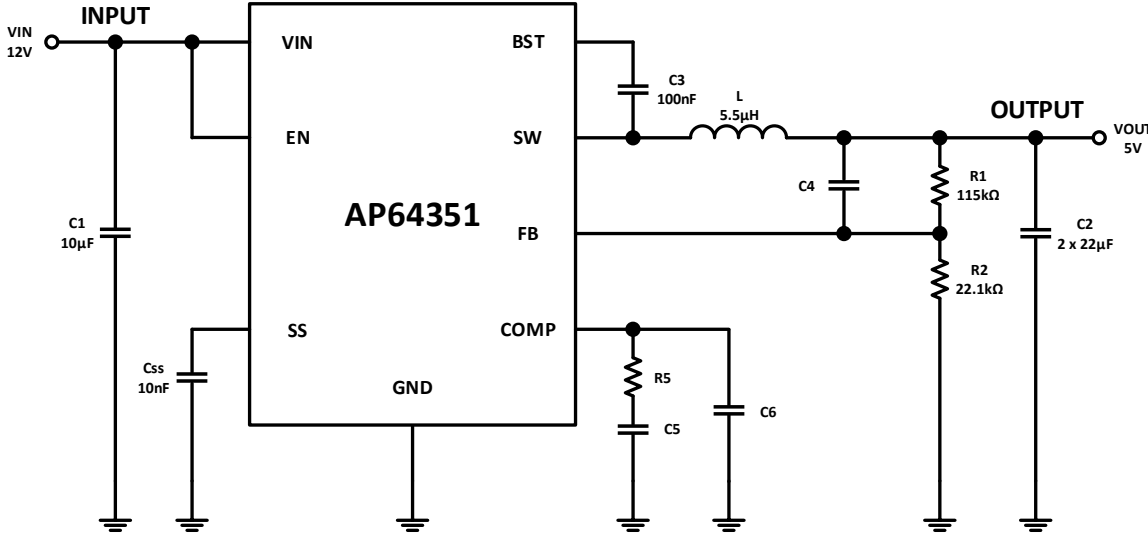 INPUT
VIN
12V
VIN
BST
C3
100nF
L
5.5µH
OUTPUT
VOUT
5V
EN
SW
C4
R1
115kΩ
AP64351
C1
10µF
FB
C2
2 x 22µF
R2
22.1kΩ
SS
COMP
Css
10nF
GND
R5
C5
C6